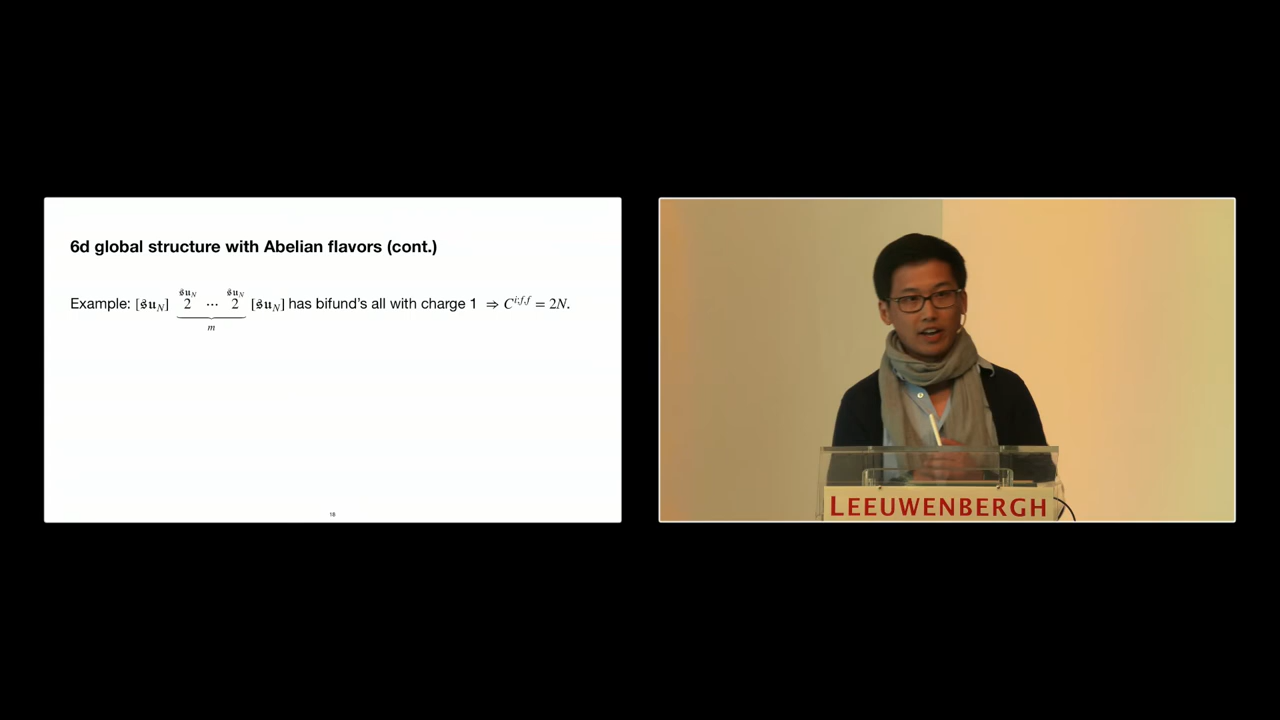 6d global structure with Abelian flavors (cont.)
Example: [𝔰𝔲_N] 2^{𝔰𝔲_N} ⋯ 2^{𝔰𝔲_N} [𝔰𝔲_N] has bifund's all with charge 1 ⇒ C^{i;f,f} = 2N.
m
18
LEEUWENBERGH